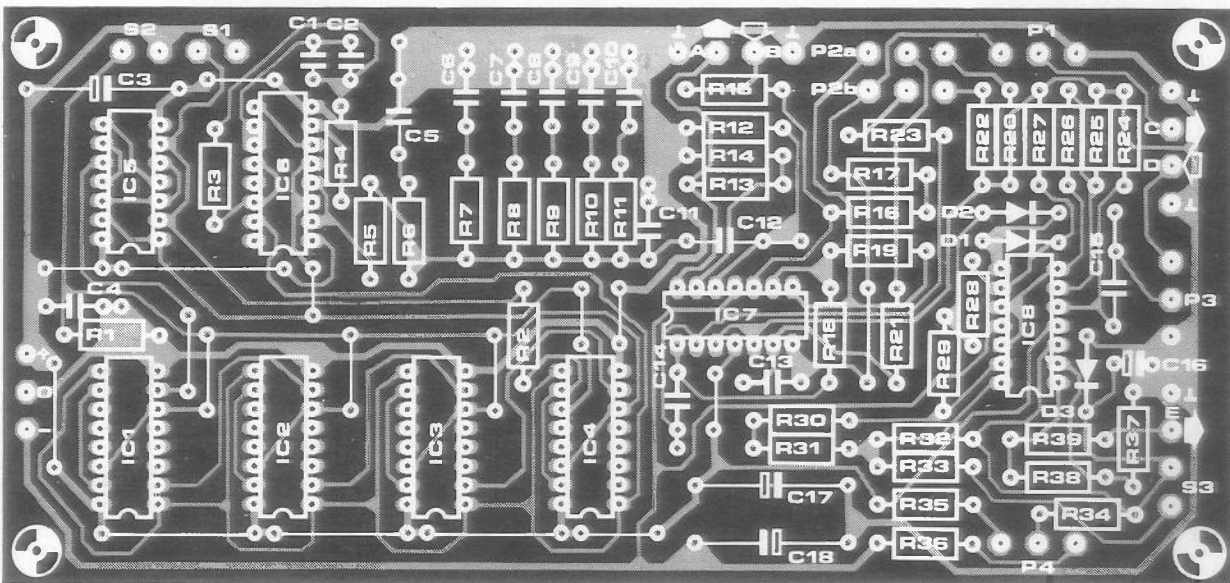 S2 S1 C1 C2
C3
IC5
R3
IC6
R4
C5
R5
R6
C6 C7 C8 C9 C10
R7 R8 R9 R10 R11
C11
C12
⊥ A B ⊥
R15
R12
R14
R13
P2a
P2b
P1
R23
R17
R16
R19
R22
R20
R27
R26
R25
R24
⊥
C
D
⊥
D2
D1
R28
IC8
P3
C4
R1
+
0
-
IC1
IC2
IC3
R2
IC4
IC7
C14
C13
R18
R21
R29
D3
C16
⊥
E
R30
R31
R32
R33
R35
R36
R39
R38
R34
R37
S3
P4
C17
C18